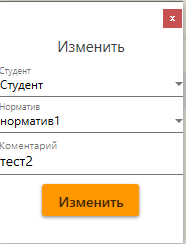 x
Изменить
Студент
Студент
Норматив
норматив1
Коментарий
тест2
Изменить